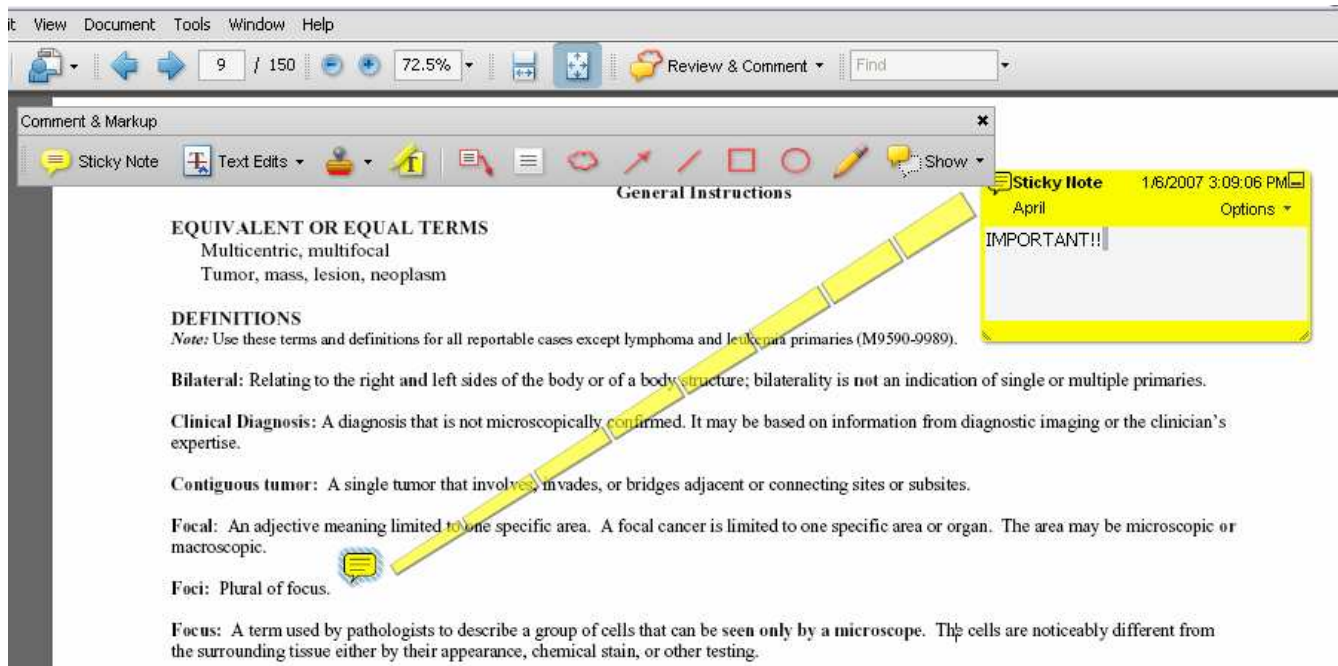 it View Document Tools Window Help
9 / 150 72.5% Review & Comment Find
Comment & Markup
Sticky Note Text Edits T Show
Sticky Note 1/6/2007 3:09:06 PM
April Options
IMPORTANT!!
General Instructions
EQUIVALENT OR EQUAL TERMS
Multicentric, multifocal
Tumor, mass, lesion, neoplasm
DEFINITIONS
Note: Use these terms and definitions for all reportable cases except lymphoma and leukemia primaries (M9590-9989).
Bilateral: Relating to the right and left sides of the body or of a body structure; bilaterality is not an indication of single or multiple primaries.
Clinical Diagnosis: A diagnosis that is not microscopically confirmed. It may be based on information from diagnostic imaging or the clinician's
expertise.
Contiguous tumor: A single tumor that involves, invades, or bridges adjacent or connecting sites or subsites.
Focal: An adjective meaning limited to one specific area. A focal cancer is limited to one specific area or organ. The area may be microscopic or
macroscopic.
Foci: Plural of focus.
Focus: A term used by pathologists to describe a group of cells that can be seen only by a microscope. The cells are noticeably different from
the surrounding tissue either by their appearance, chemical stain, or other testing.